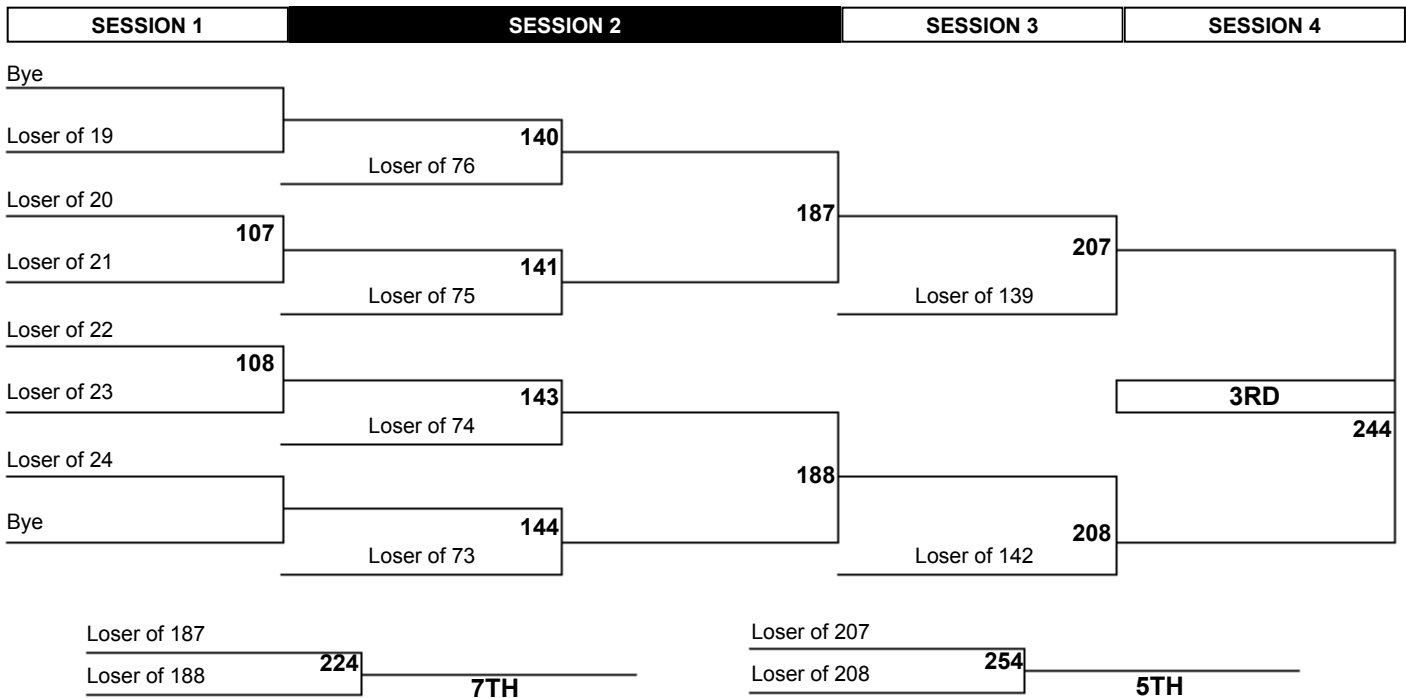 SESSION 1 SESSION 2 SESSION 3 SESSION 4
Bye
Loser of 19 140
Loser of 76
Loser of 20
187
107 207
Loser of 21 141
Loser of 75 Loser of 139
Loser of 22
108
Loser of 23 143 3RD
Loser of 74 244
Loser of 24
188
Bye 144 208
Loser of 73 Loser of 142
Loser of 187 Loser of 207
224 254
Loser of 188 Loser of 208
7TH 5TH